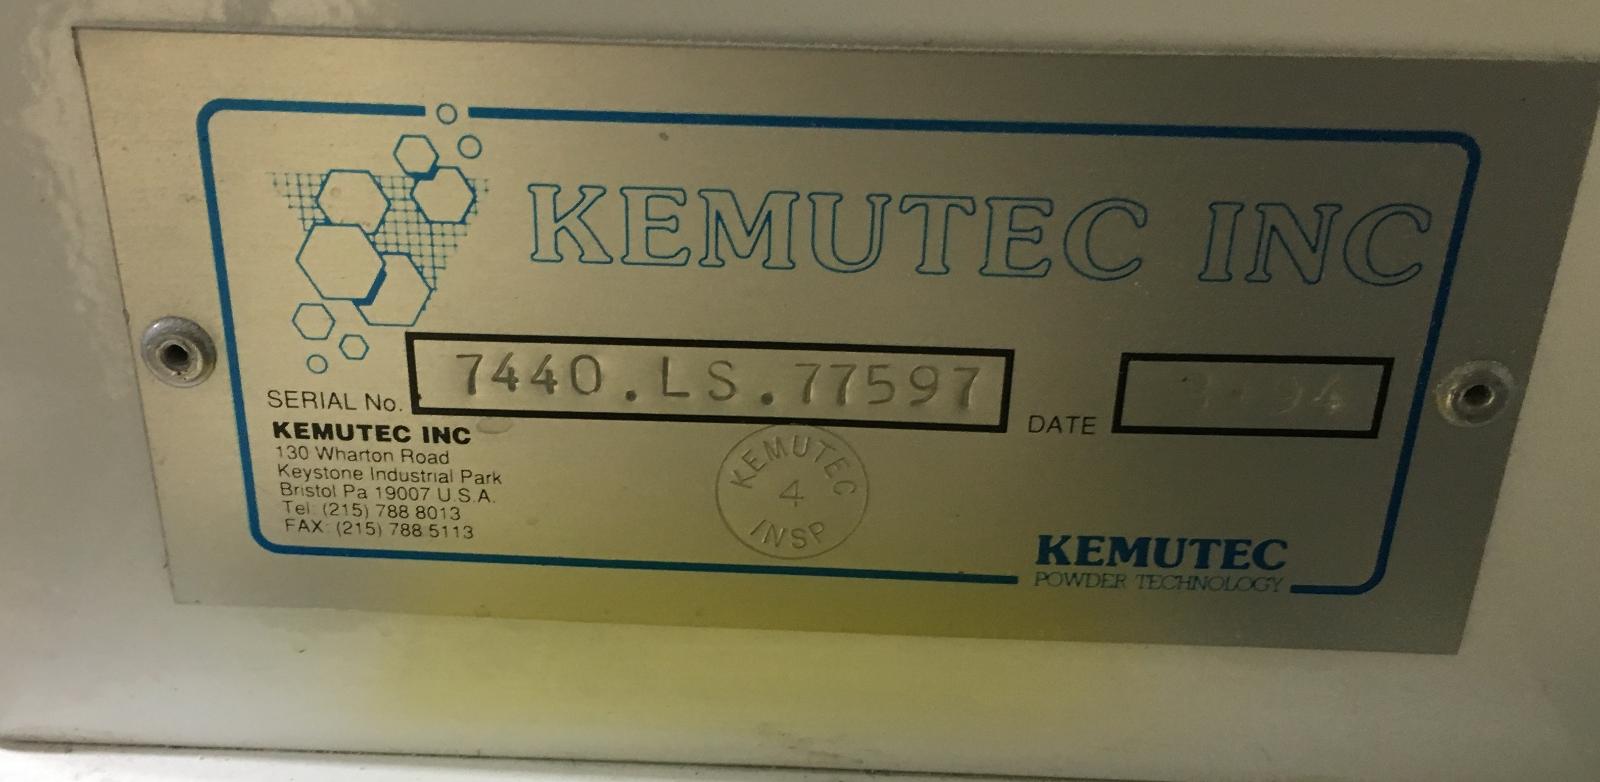 KEMUTEC INC
SERIAL No. 7440.LS.77597 DATE
KEMUTEC INC
130 Wharton Road
Keystone Industrial Park
Bristol Pa 19007 U.S.A.
Tel: (215) 788 8013
FAX: (215) 788 5113
KEMUTEC
4
INSP
KEMUTEC
POWDER TECHNOLOGY